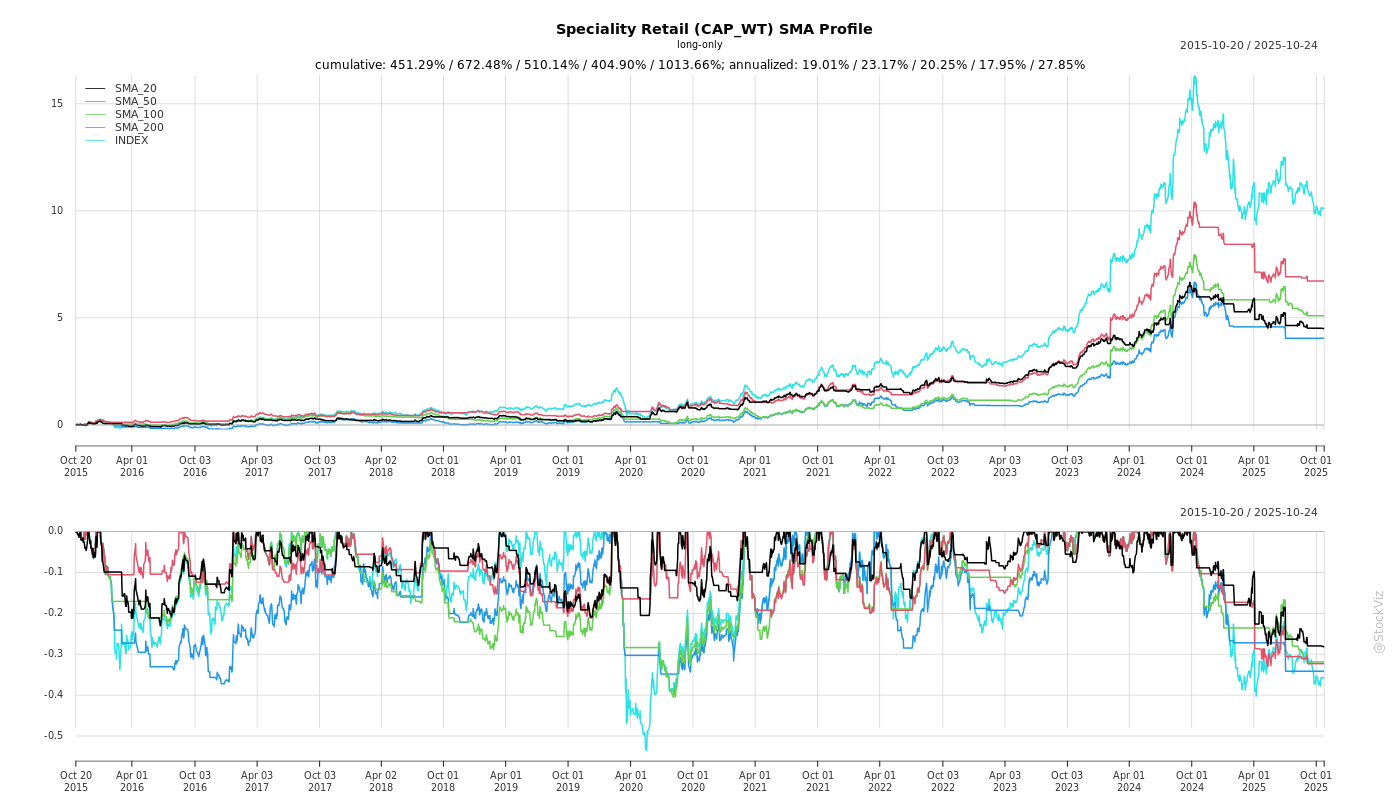 Speciality Retail (CAP_WT) SMA Profile
long-only
2015-10-20 / 2025-10-24
cumulative: 451.29% / 672.48% / 510.14% / 404.90% / 1013.66%; annualized: 19.01% / 23.17% / 20.25% / 17.95% / 27.85%
SMA_20
SMA_50
SMA_100
SMA_200
INDEX
15
10
5
0
Oct 20 Apr 01 Oct 03 Apr 03 Oct 03 Apr 02 Oct 01 Apr 01 Oct 01 Apr 01 Oct 01 Apr 01 Oct 01 Apr 01 Oct 03 Apr 03 Oct 03 Apr 01 Oct 01 Apr 01 Oct 01
2015 2016 2016 2017 2017 2018 2018 2019 2019 2020 2020 2021 2021 2022 2022 2023 2023 2024 2024 2025 2025
2015-10-20 / 2025-10-24
0.0
-0.1
-0.2
-0.3
-0.4
-0.5
Oct 20 Apr 01 Oct 03 Apr 03 Oct 03 Apr 02 Oct 01 Apr 01 Oct 01 Apr 01 Oct 01 Apr 01 Oct 01 Apr 01 Oct 03 Apr 03 Oct 03 Apr 01 Oct 01 Apr 01 Oct 01
2015 2016 2016 2017 2017 2018 2018 2019 2019 2020 2020 2021 2021 2022 2022 2023 2023 2024 2024 2025 2025
@StockViz